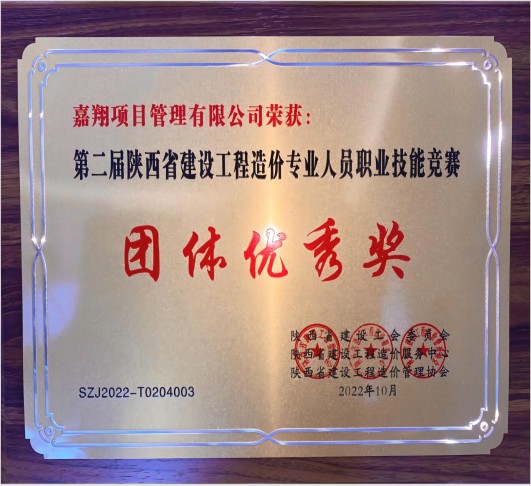 嘉翔项目管理有限公司荣获：
第二届陕西省建设工程造价专业人员职业技能竞赛
团体优秀奖
陕西省建设工会委员会
陕西省建设工程造价服务中心
陕西省建设工程造价管理协会
SZJ2022-T0204003
2022年10月